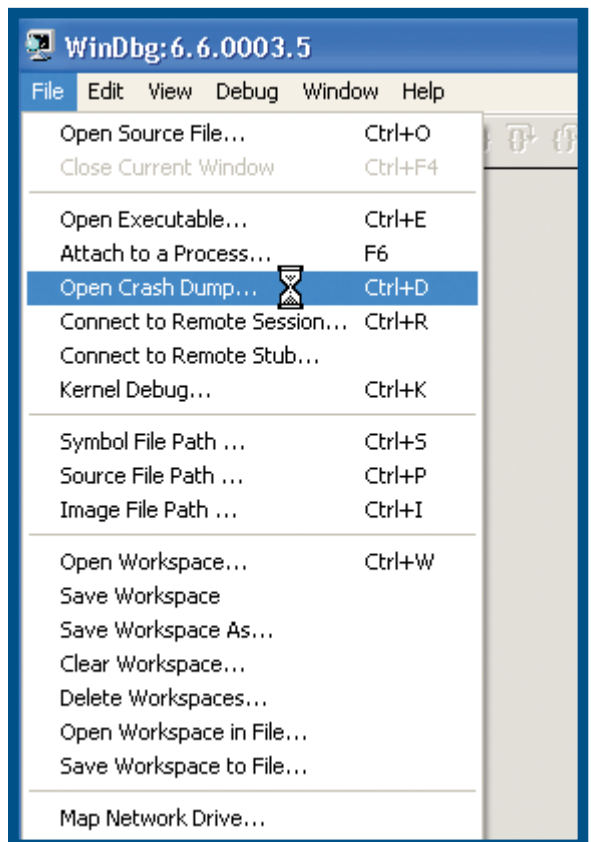 WinDbg:6.6.0003.5
File Edit View Debug Window Help
Open Source File... Ctrl+O
Close Current Window Ctrl+F4
Open Executable... Ctrl+E
Attach to a Process... F6
Open Crash Dump... Ctrl+D
Connect to Remote Session... Ctrl+R
Connect to Remote Stub...
Kernel Debug... Ctrl+K
Symbol File Path ... Ctrl+S
Source File Path ... Ctrl+P
Image File Path ... Ctrl+I
Open Workspace... Ctrl+W
Save Workspace
Save Workspace As...
Clear Workspace...
Delete Workspaces...
Open Workspace in File...
Save Workspace to File...
Map Network Drive...